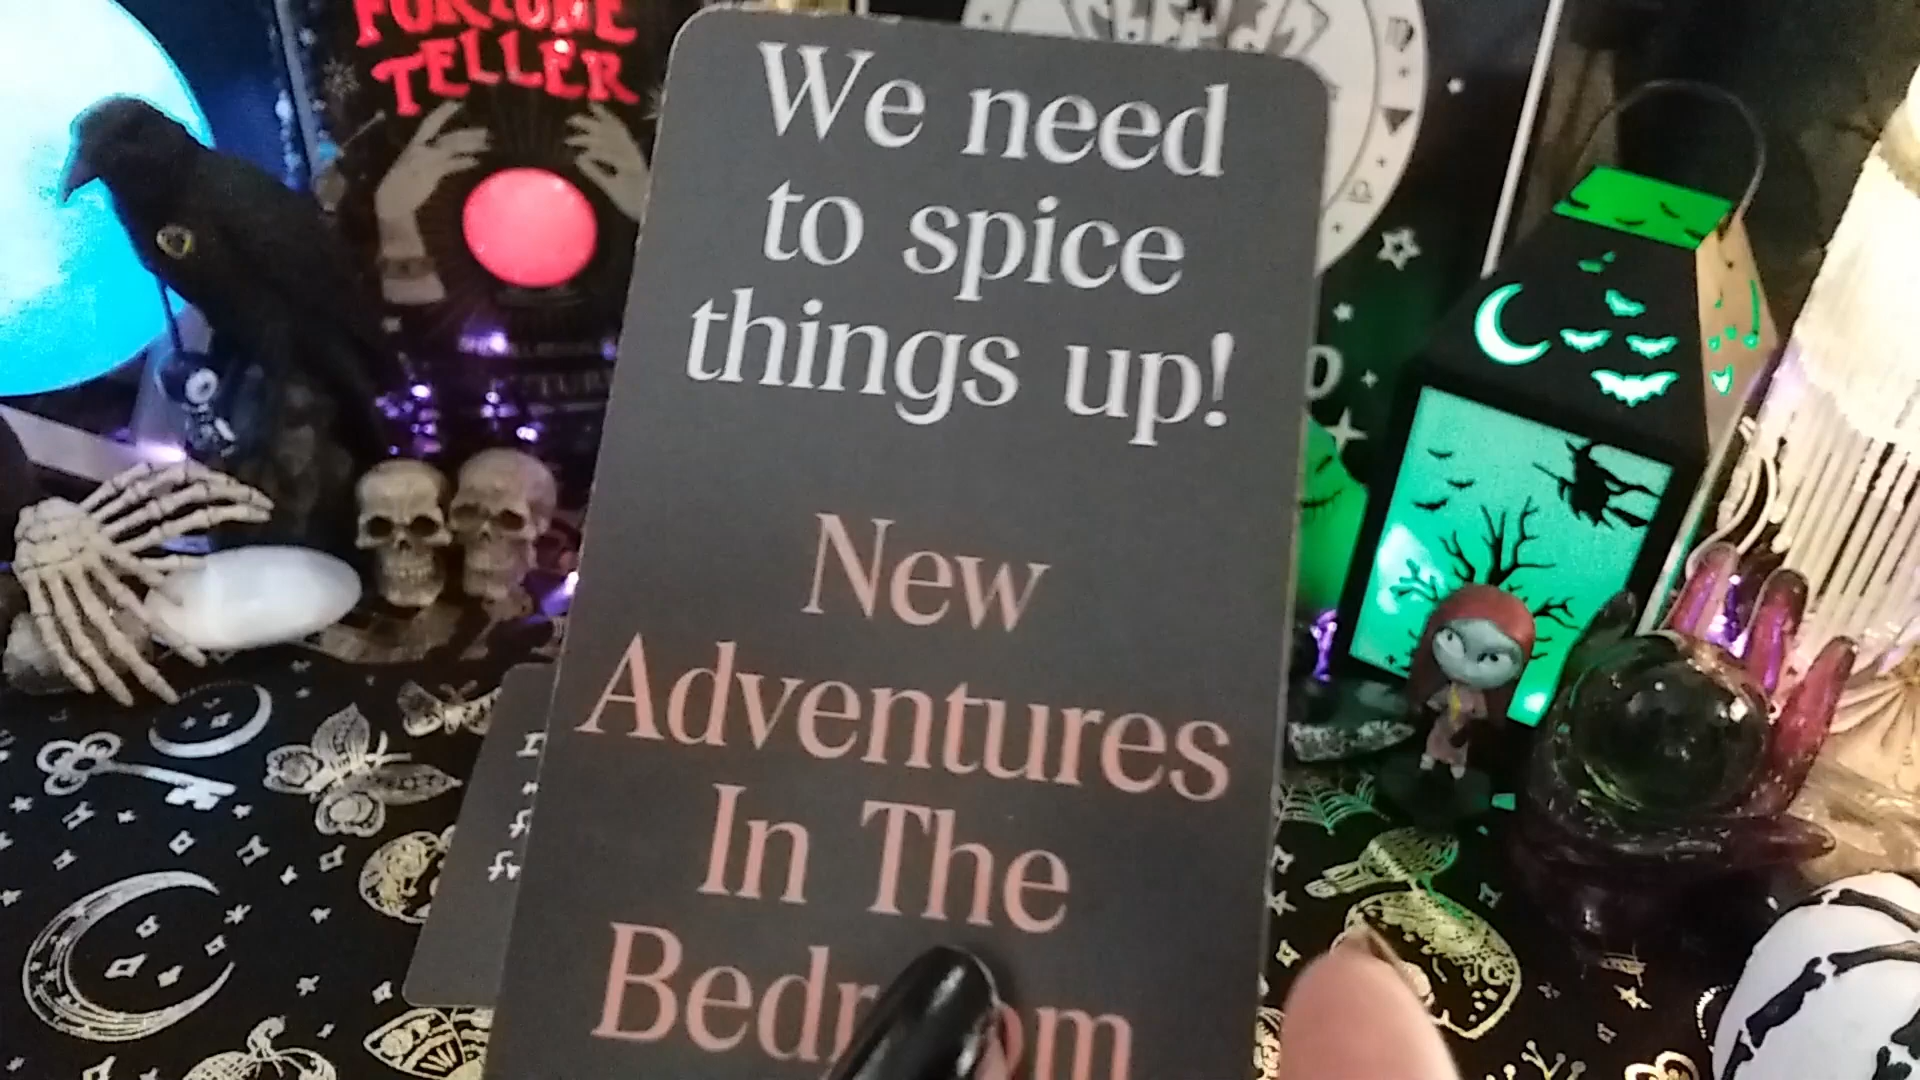 FORTUNE
TELLER
We need
to spice
things up!
New
Adventures
In The
Bedroom